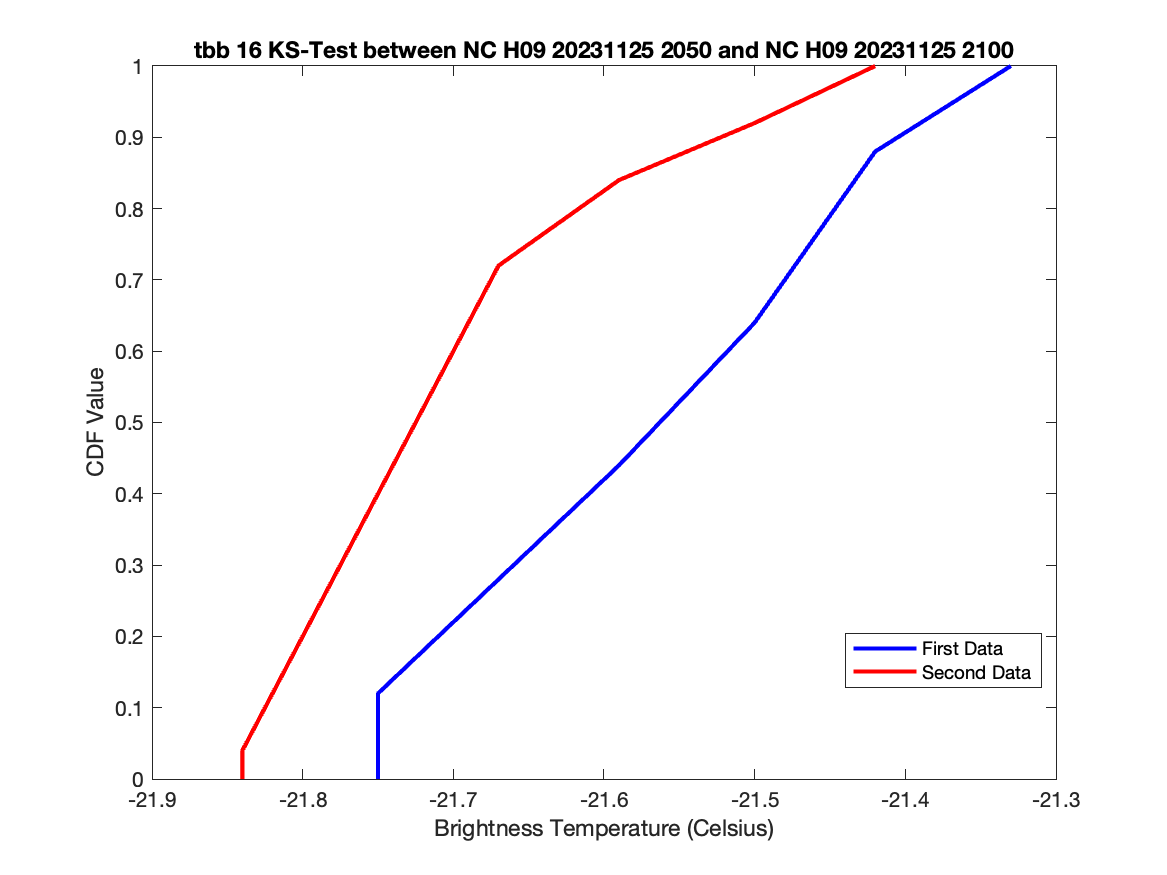 tbb 16 KS-Test between NC H09 20231125 2050 and NC H09 20231125 2100
1
0.9
0.8
0.7
0.6
0.5
0.4
0.3
0.2
0.1
0
CDF Value
First Data
Second Data
-21.9 -21.8 -21.7 -21.6 -21.5 -21.4 -21.3
Brightness Temperature (Celsius)